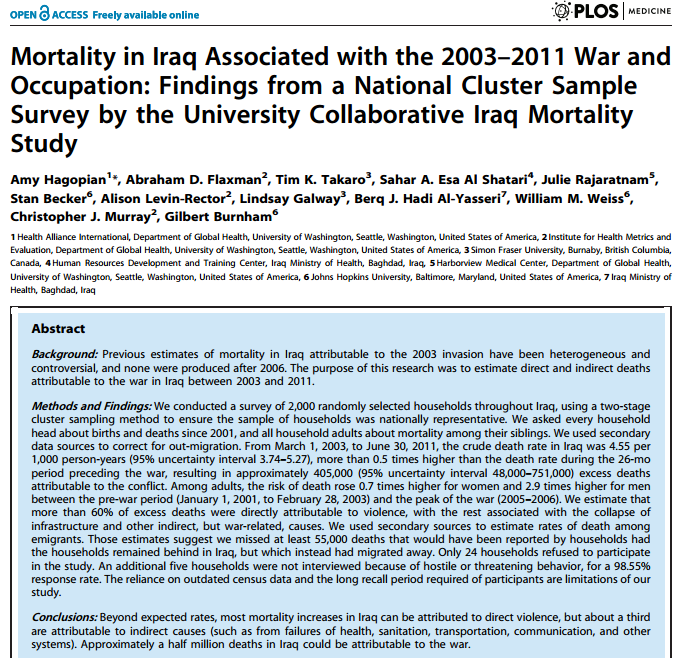 OPEN ACCESS Freely available online
PLOS | MEDICINE
Mortality in Iraq Associated with the 2003–2011 War and
Occupation: Findings from a National Cluster Sample
Survey by the University Collaborative Iraq Mortality
Study
Amy Hagopian1*, Abraham D. Flaxman2, Tim K. Takaro3, Sahar A. Esa Al Shatari4, Julie Rajaratnam5,
Stan Becker6, Alison Levin-Rector2, Lindsay Galway3, Berq J. Hadi Al-Yasseri7, William M. Weiss6,
Christopher J. Murray2, Gilbert Burnham6
1 Health Alliance International, Department of Global Health, University of Washington, Seattle, Washington, United States of America, 2 Institute for Health Metrics and
Evaluation, Department of Global Health, University of Washington, Seattle, Washington, United States of America, 3 Simon Fraser University, Burnaby, British Columbia,
Canada, 4 Human Resources Development and Training Center, Iraq Ministry of Health, Baghdad, Iraq, 5 Harborview Medical Center, Department of Global Health,
University of Washington, Seattle, Washington, United States of America, 6 Johns Hopkins University, Baltimore, Maryland, United States of America, 7 Iraq Ministry of
Health, Baghdad, Iraq
Abstract
Background: Previous estimates of mortality in Iraq attributable to the 2003 invasion have been heterogeneous and
controversial, and none were produced after 2006. The purpose of this research was to estimate direct and indirect deaths
attributable to the war in Iraq between 2003 and 2011.
Methods and Findings: We conducted a survey of 2,000 randomly selected households throughout Iraq, using a two-stage
cluster sampling method to ensure the sample of households was nationally representative. We asked every household
head about births and deaths since 2001, and all household adults about mortality among their siblings. We used secondary
data sources to correct for out-migration. From March 1, 2003, to June 30, 2011, the crude death rate in Iraq was 4.55 per
1,000 person-years (95% uncertainty interval 3.74–5.27), more than 0.5 times higher than the death rate during the 26-mo
period preceding the war, resulting in approximately 405,000 (95% uncertainty interval 48,000–751,000) excess deaths
attributable to the conflict. Among adults, the risk of death rose 0.7 times higher for women and 2.9 times higher for men
between the pre-war period (January 1, 2001, to February 28, 2003) and the peak of the war (2005–2006). We estimate that
more than 60% of excess deaths were directly attributable to violence, with the rest associated with the collapse of
infrastructure and other indirect, but war-related, causes. We used secondary sources to estimate rates of death among
emigrants. Those estimates suggest we missed at least 55,000 deaths that would have been reported by households had
the households remained behind in Iraq, but which instead had migrated away. Only 24 households refused to participate
in the study. An additional five households were not interviewed because of hostile or threatening behavior, for a 98.55%
response rate. The reliance on outdated census data and the long recall period required of participants are limitations of our
study.
Conclusions: Beyond expected rates, most mortality increases in Iraq can be attributed to direct violence, but about a third
are attributable to indirect causes (such as from failures of health, sanitation, transportation, communication, and other
systems). Approximately a half million deaths in Iraq could be attributable to the war.